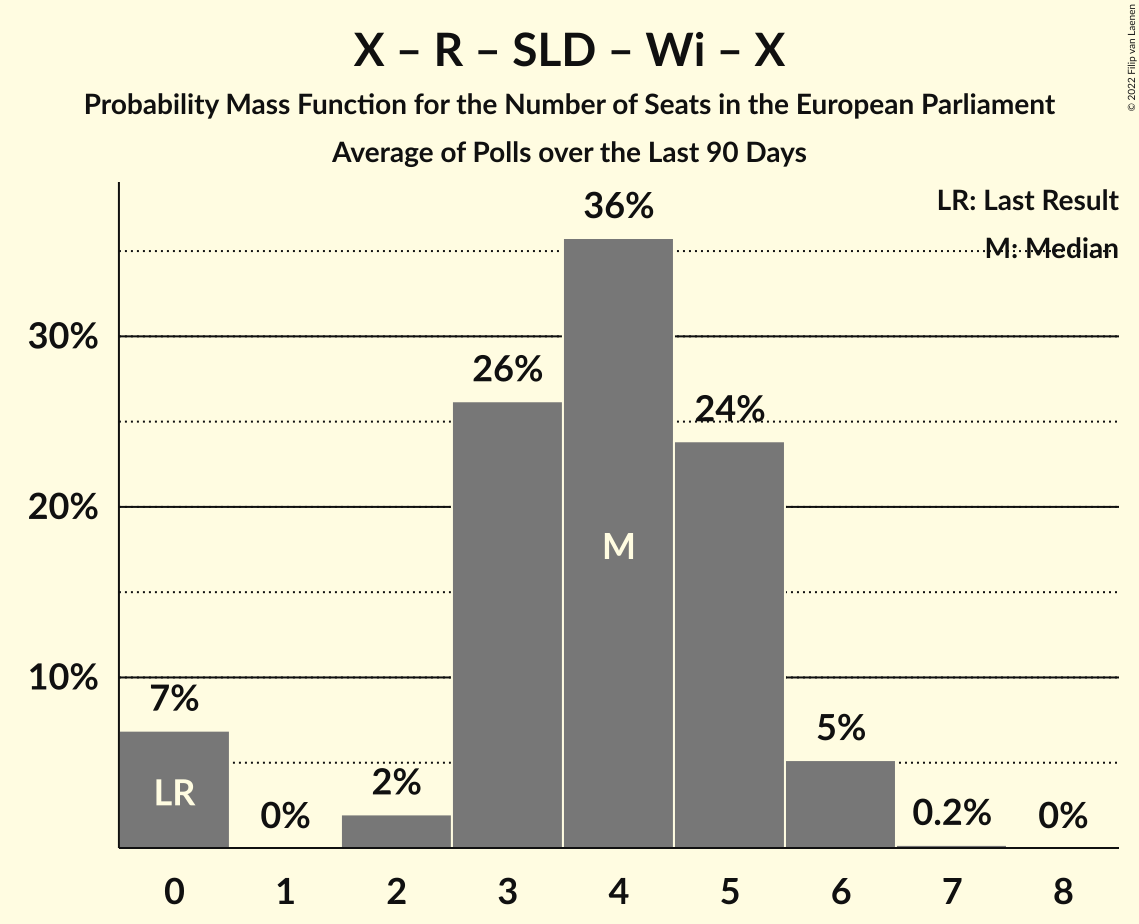 X – R – SLD – Wi – X
Probability Mass Function for the Number of Seats in the European Parliament
Average of Polls over the Last 90 Days
© 2022 Filip van Laenen
LR: Last Result
M: Median
36%
30%
26%
24%
20%
M
10%
7%
5%
2%
LR
0%
0.2%
0%
0 1 2 3 4 5 6 7 8